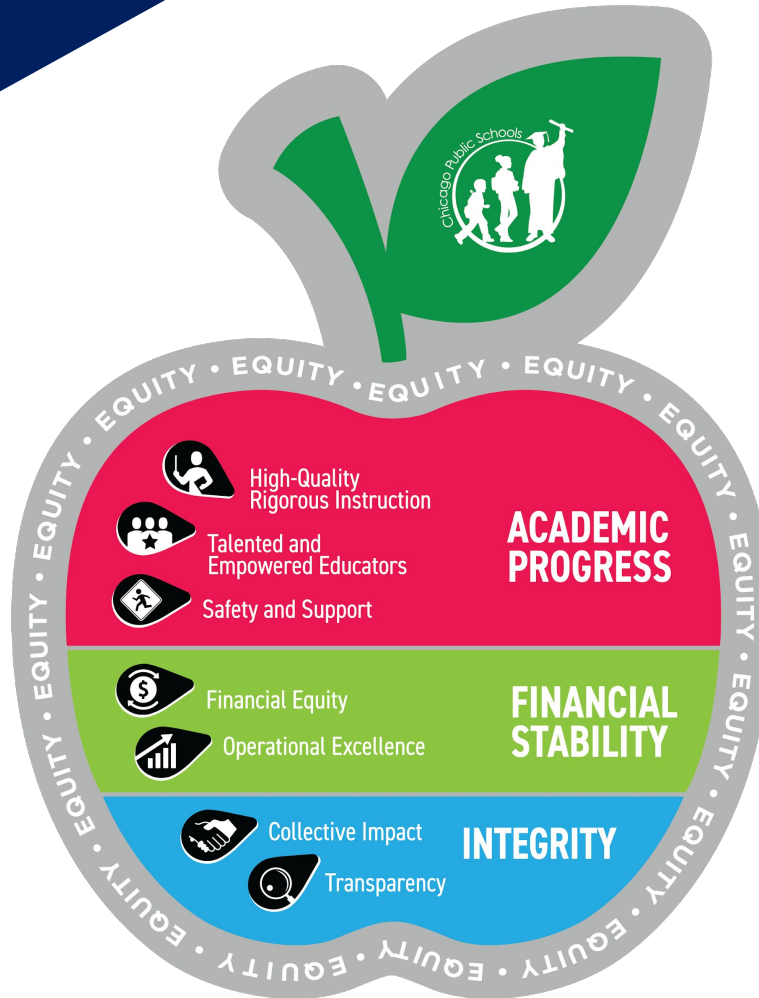 Chicago Public Schools
EQUITY • EQUITY • EQUITY • EQUITY • EQUITY • EQUITY • EQUITY • EQUITY • EQUITY • EQUITY • EQUITY • EQUITY • EQUITY • EQUITY • EQUITY •
High-Quality
Rigorous Instruction
Talented and
Empowered Educators
Safety and Support
ACADEMIC
PROGRESS
Financial Equity
Operational Excellence
FINANCIAL
STABILITY
Collective Impact
Transparency
INTEGRITY
$